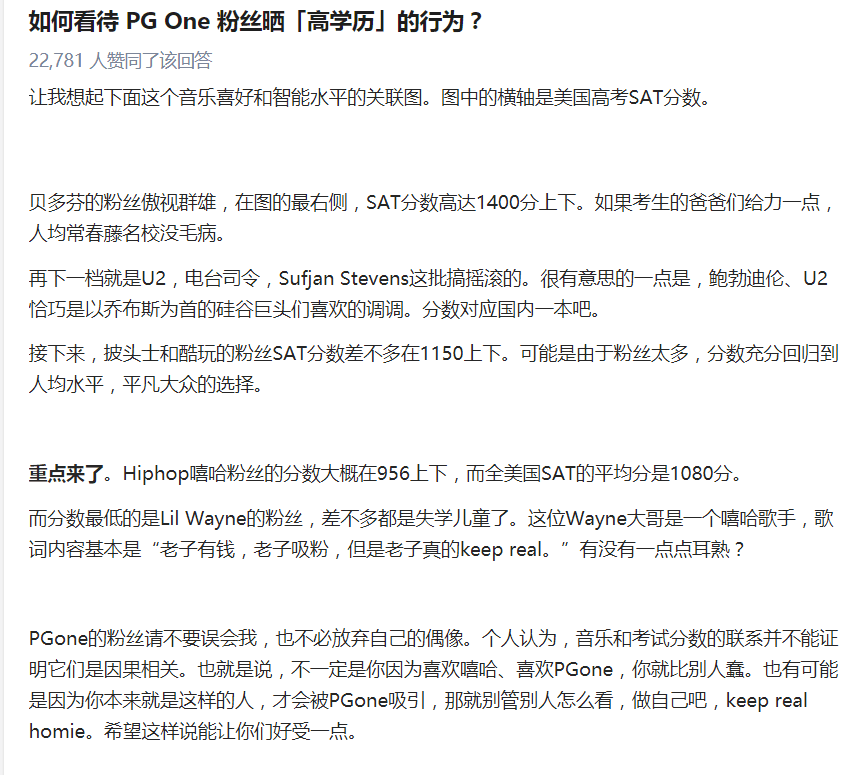 如何看待 PG One 粉丝晒「高学历」的行为？
22,781 人赞同了该回答
让我想起下面这个音乐喜好和智能水平的关联图。图中的横轴是美国高考SAT分数。
贝多芬的粉丝傲视群雄，在图的最右侧，SAT分数高达1400分上下。如果考生的爸爸们给力一点，
人均常春藤名校没毛病。
再下一档就是U2，电台司令，Sufjan Stevens这批搞摇滚的。很有意思的一点是，鲍勃迪伦、U2
恰巧是以乔布斯为首的硅谷巨头们喜欢的调调。分数对应国内一本吧。
接下来，披头士和酷玩的粉丝SAT分数差不多在1150上下。可能是由于粉丝太多，分数充分回归到
人均水平，平凡大众的选择。
重点来了。Hiphop嘻哈粉丝的分数大概在956上下，而全美国SAT的平均分是1080分。
而分数最低的是Lil Wayne的粉丝，差不多都是失学儿童了。这位Wayne大哥是一个嘻哈歌手，歌
词内容基本是“老子有钱，老子吸粉，但是老子真的keep real。”有没有一点点耳熟？
PGone的粉丝请不要误会我，也不必放弃自己的偶像。个人认为，音乐和考试分数的联系并不能证
明它们是因果相关。也就是说，不一定是你因为喜欢嘻哈、喜欢PGone，你就比别人蠢。也有可能
是因为你本来就是这样的人，才会被PGone吸引，那就别管别人怎么看，做自己吧，keep real
homie。希望这样说能让你们好受一点。